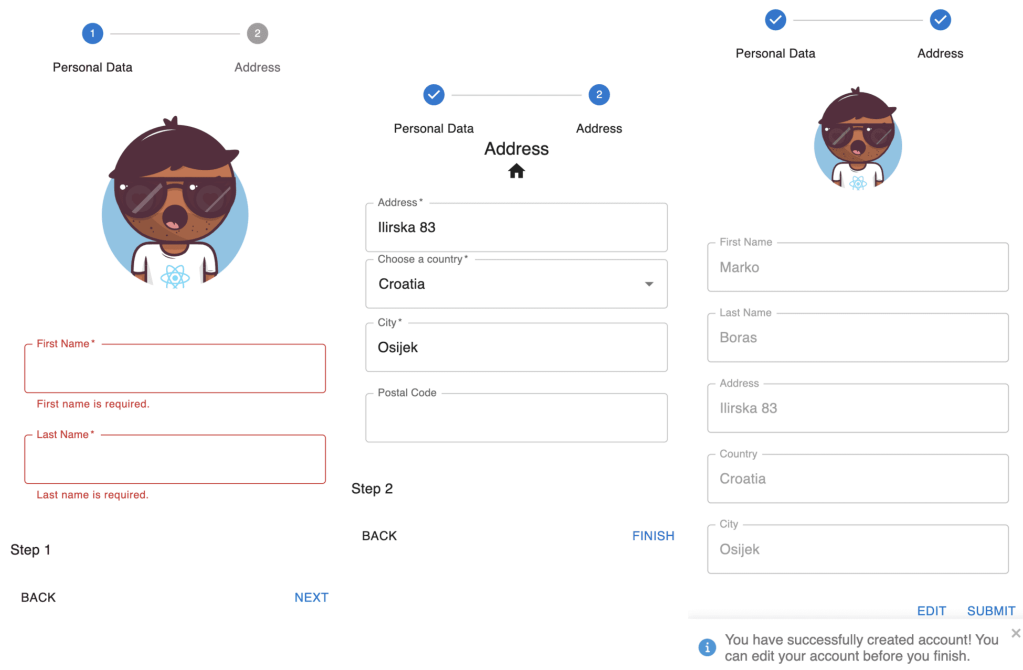 1
2
Personal Data
Address
First Name *
First name is required.
Last Name *
Last name is required.
Step 1
BACK
NEXT
2
Personal Data
Address
Address
Address *
Ilirska 83
Choose a country *
Croatia
City *
Osijek
Postal Code
Step 2
BACK
FINISH
Personal Data
Address
First Name
Marko
Last Name
Boras
Address
Ilirska 83
Country
Croatia
City
Osijek
EDIT
SUBMIT
You have successfully created account! You
can edit your account before you finish.